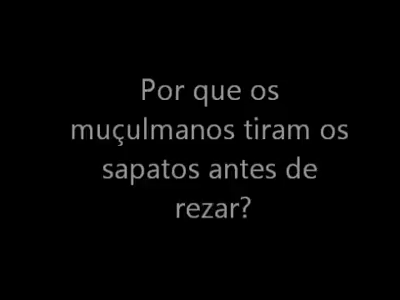 Por que os
muçulmanos tiram os
sapatos antes de
rezar?